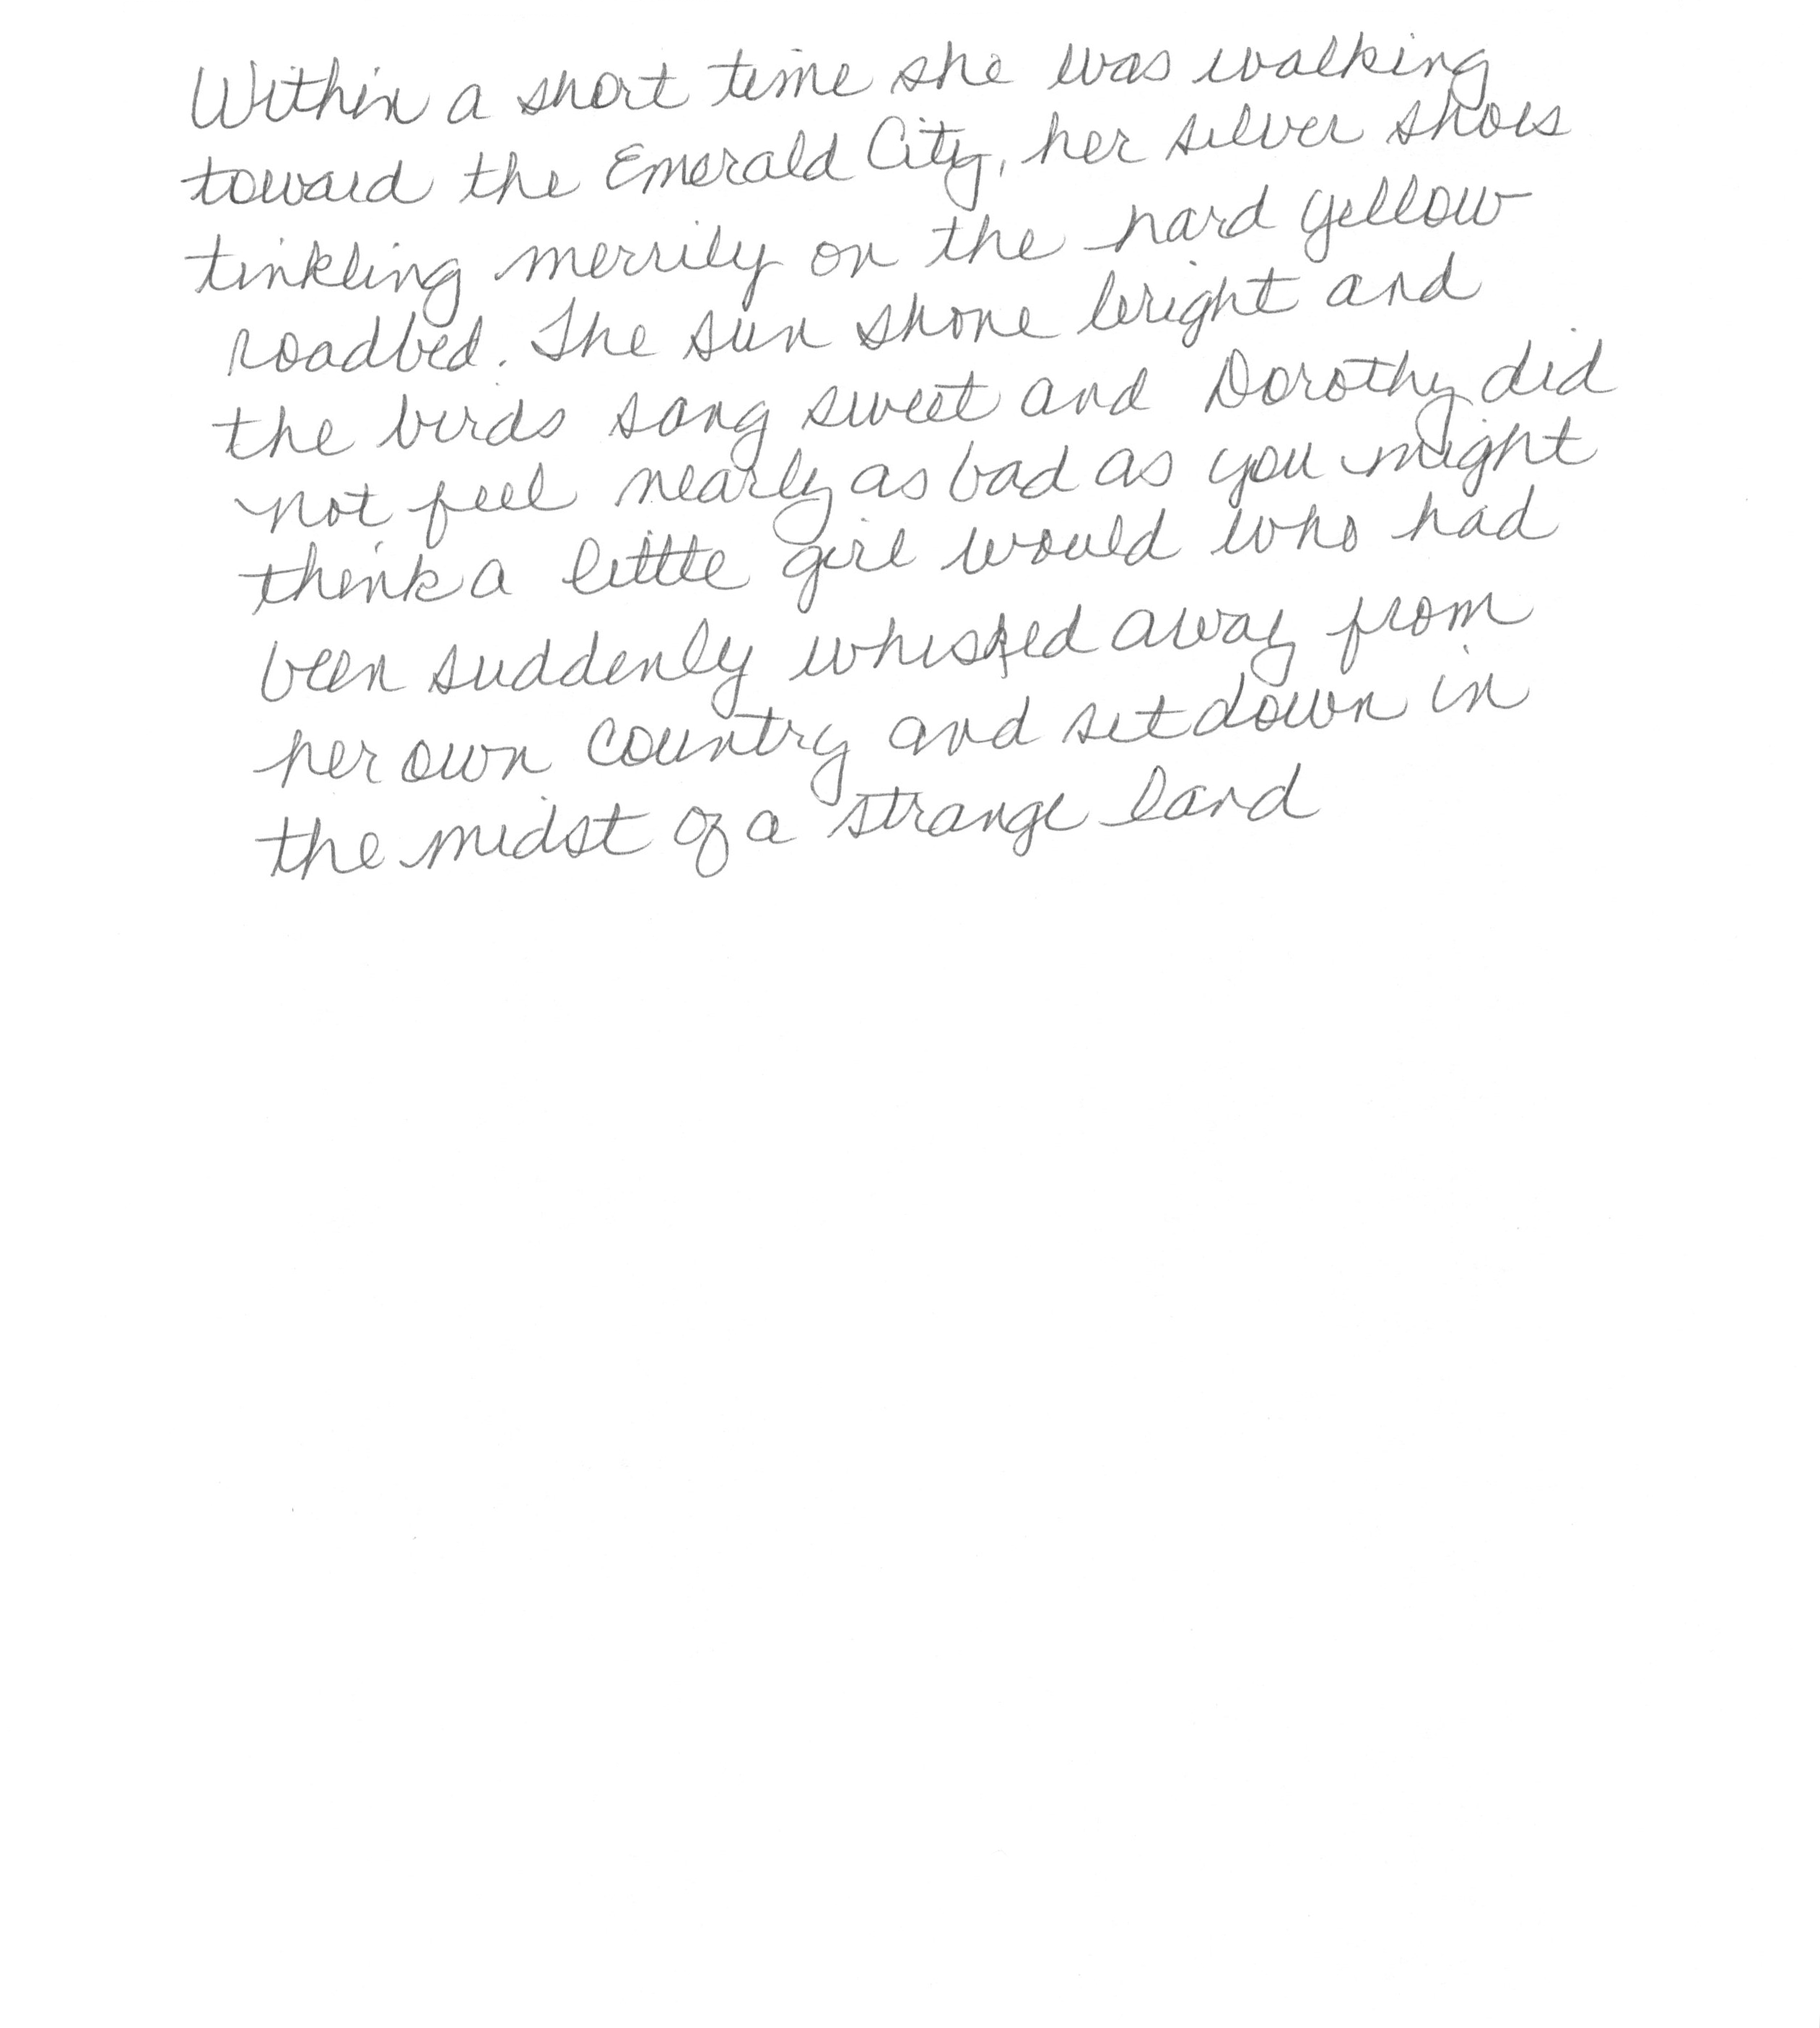 Within a short time she was walking
toward the Emerald City, her silver shoes
tinkling merrily on the hard yellow
roadbed. The sun shone bright and
the birds sang sweet and Dorothy did
not feel nearly as bad as you might
think a little girl would who had
been suddenly whisked away from
her own country and set down in
the midst of a strange land